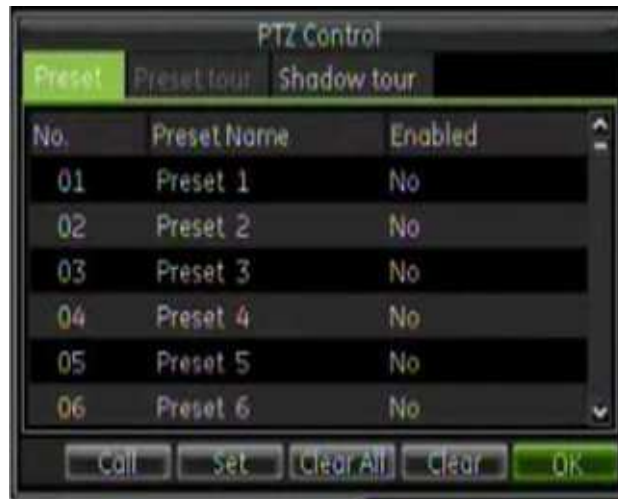 PTZ Control
Preset Preset tour Shadow tour
No. Preset Name Enabled
01 Preset 1 No
02 Preset 2 No
03 Preset 3 No
04 Preset 4 No
05 Preset 5 No
06 Preset 6 No
Call Set Clear All Clear OK